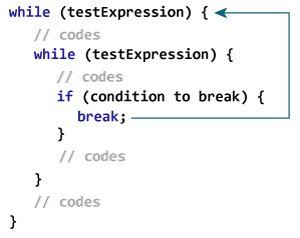 while (testExpression) {
// codes
while (testExpression) {
// codes
if (condition to break) {
break;
}
// codes
}
// codes
}